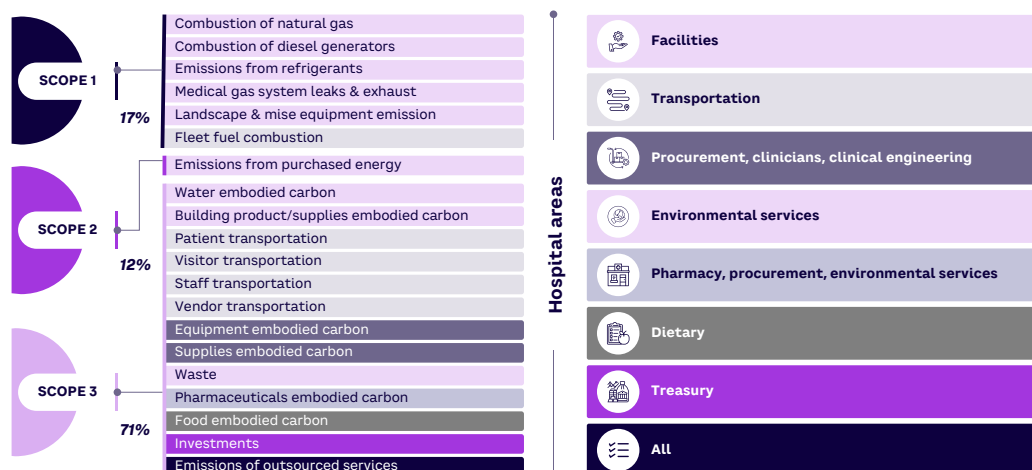 SCOPE 1
17%
Combustion of natural gas
Combustion of diesel generators
Emissions from refrigerants
Medical gas system leaks & exhaust
Landscape & mise equipment emission
Fleet fuel combustion
SCOPE 2
12%
Emissions from purchased energy
SCOPE 3
71%
Water embodied carbon
Building product/supplies embodied carbon
Patient transportation
Visitor transportation
Staff transportation
Vendor transportation
Equipment embodied carbon
Supplies embodied carbon
Waste
Pharmaceuticals embodied carbon
Food embodied carbon
Investments
Emissions of outsourced services
Hospital areas
Facilities
Transportation
Procurement, clinicians, clinical engineering
Environmental services
Pharmacy, procurement, environmental services
Dietary
Treasury
All